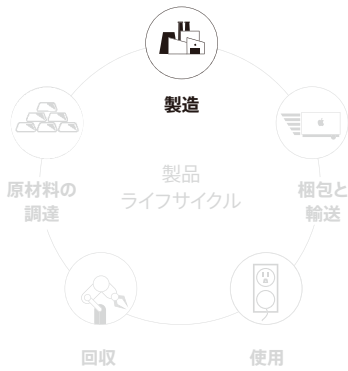 製造
原材料の
調達
製品
ライフサイクル
梱包と
輸送
回収
使用